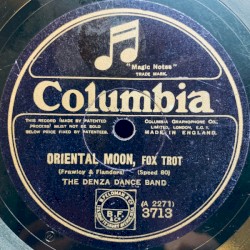 "Magic Notes"
TRADE MARK.
Columbia
THIS RECORD (MADE BY PATENTED
PROCESS) MUST NOT BE SOLD
BELOW PRICE FIXED BY PATENTEES.
COLUMBIA GRAPHOPHONE CO.
LIMITED, LONDON, E.C.1.
MADE IN ENGLAND.
ORIENTAL MOON, FOX TROT
(Frawley & Flanders) (Speed 80)
THE DENZA DANCE BAND
(A 2271)
3713
B. FELDMAN & CO
B.F.